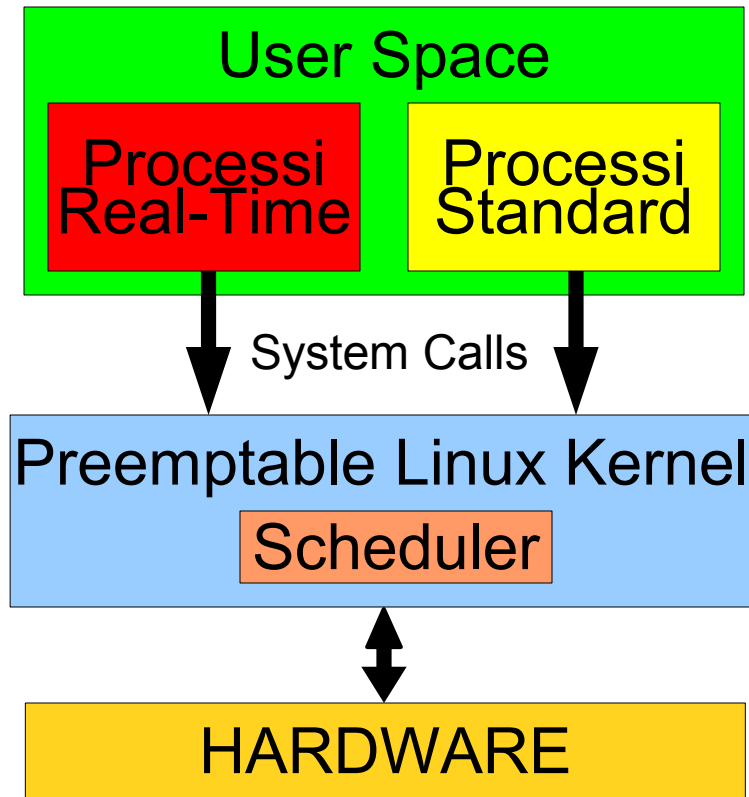 User Space
Processi
Real-Time
Processi
Standard
System Calls
Preemptable Linux Kernel
Scheduler
HARDWARE